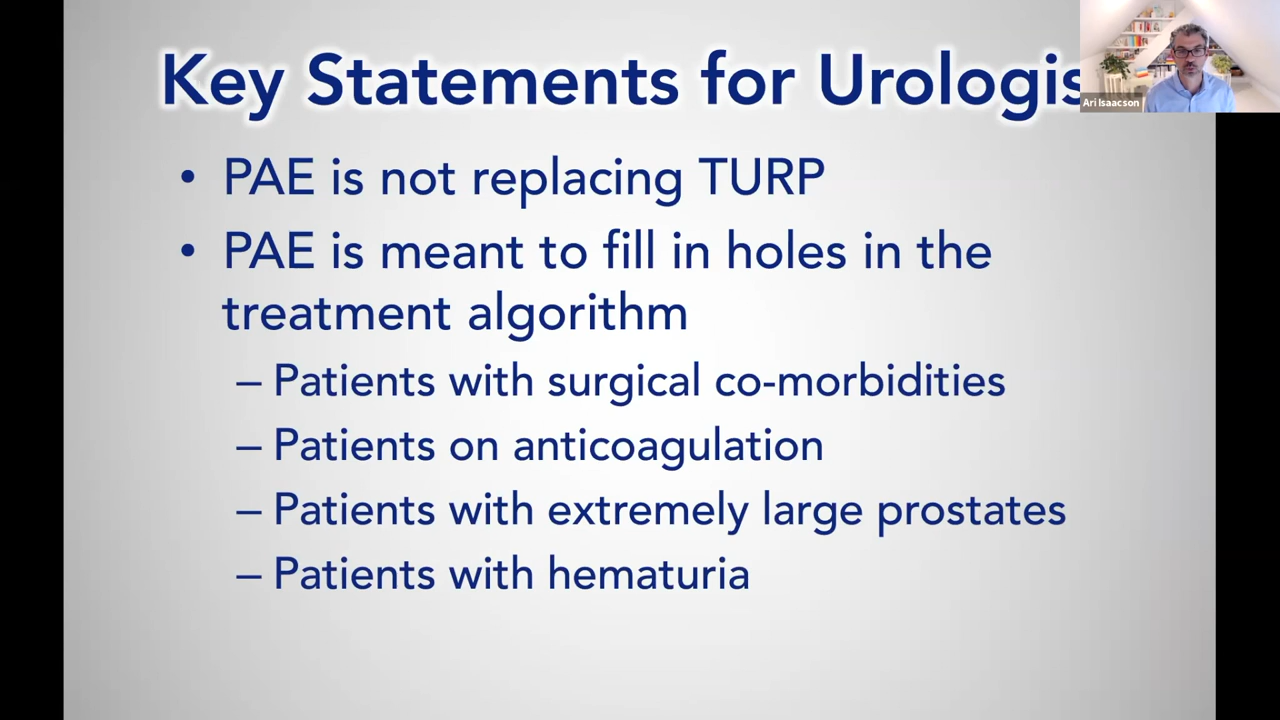 Key Statements for Urologis
Ari Isaacson
• PAE is not replacing TURP
• PAE is meant to fill in holes in the
treatment algorithm
– Patients with surgical co-morbidities
– Patients on anticoagulation
– Patients with extremely large prostates
– Patients with hematuria